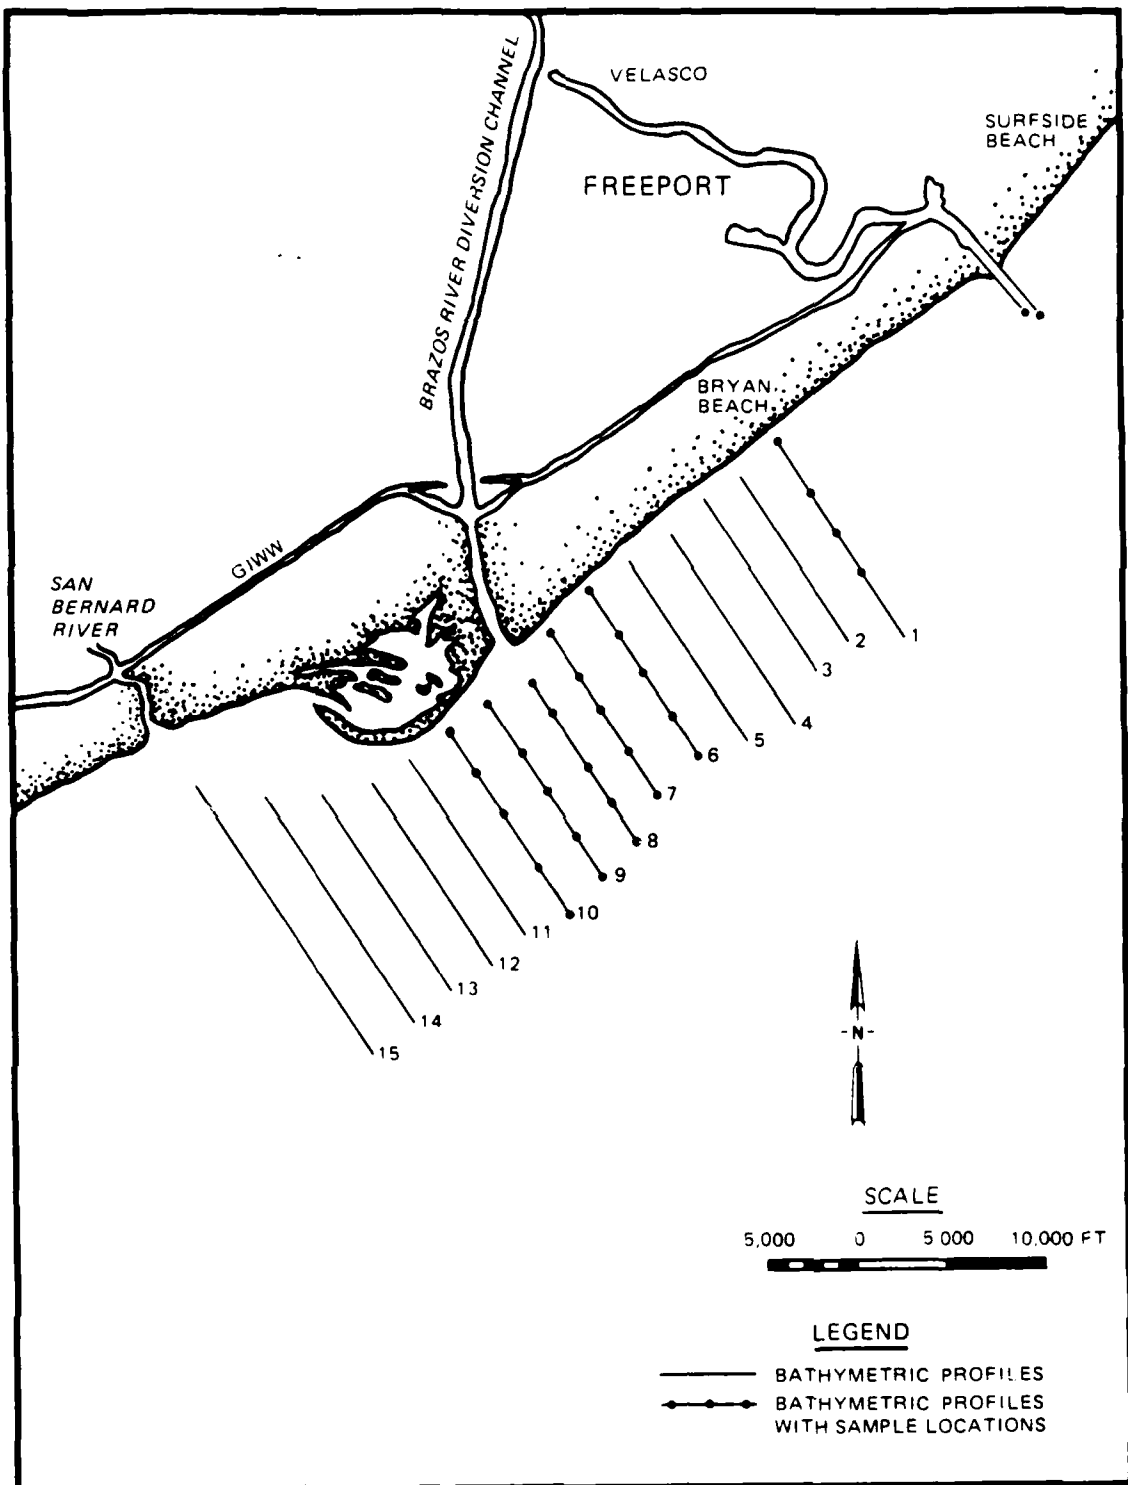 VELASCO
SURFSIDE
BEACH
FREEPORT
BRAZOS RIVER DIVERSION CHANNEL
BRYAN
BEACH
GIWW
SAN
BERNARD
RIVER
1
2
3
4
5
6
7
8
9
10
11
12
13
14
15
-N-
SCALE
5,000 0 5 000 10,000 FT
LEGEND
BATHYMETRIC PROFILES
BATHYMETRIC PROFILES
WITH SAMPLE LOCATIONS